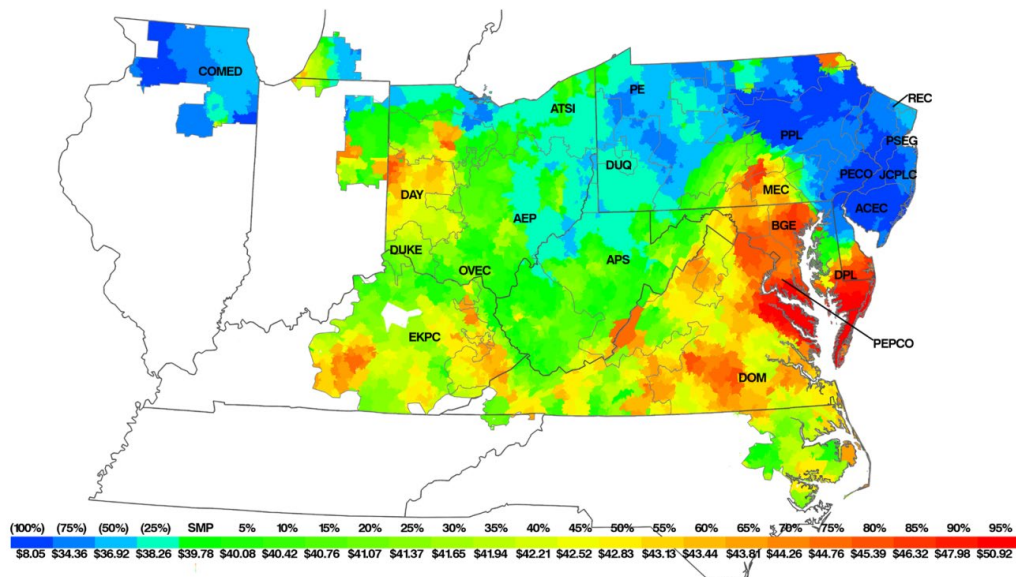 COMED
REC
PE
ATSI
PPL
PSEG
DUQ
PECO JCPLC
MEC
DAY
ACEC
AEP
BGE
DUKE
OVEC
APS
DPL
EKPC
PEPCO
DOM
(100%) (75%) (50%) (25%) SMP 5% 10% 15% 20% 30% 35% 40% 45% 50% 55% 60% 65% 70% 75% 80% 85% 90% 95%
$8.05 $34.36 $36.92 $38.26 $39.78 $40.08 $40.42 $40.76 $41.07 $41.37 $41.65 $41.94 $42.21 $42.52 $42.83 $43.13 $43.44 $43.81 $44.26 $44.76 $45.39 $46.32 $47.98 $50.92